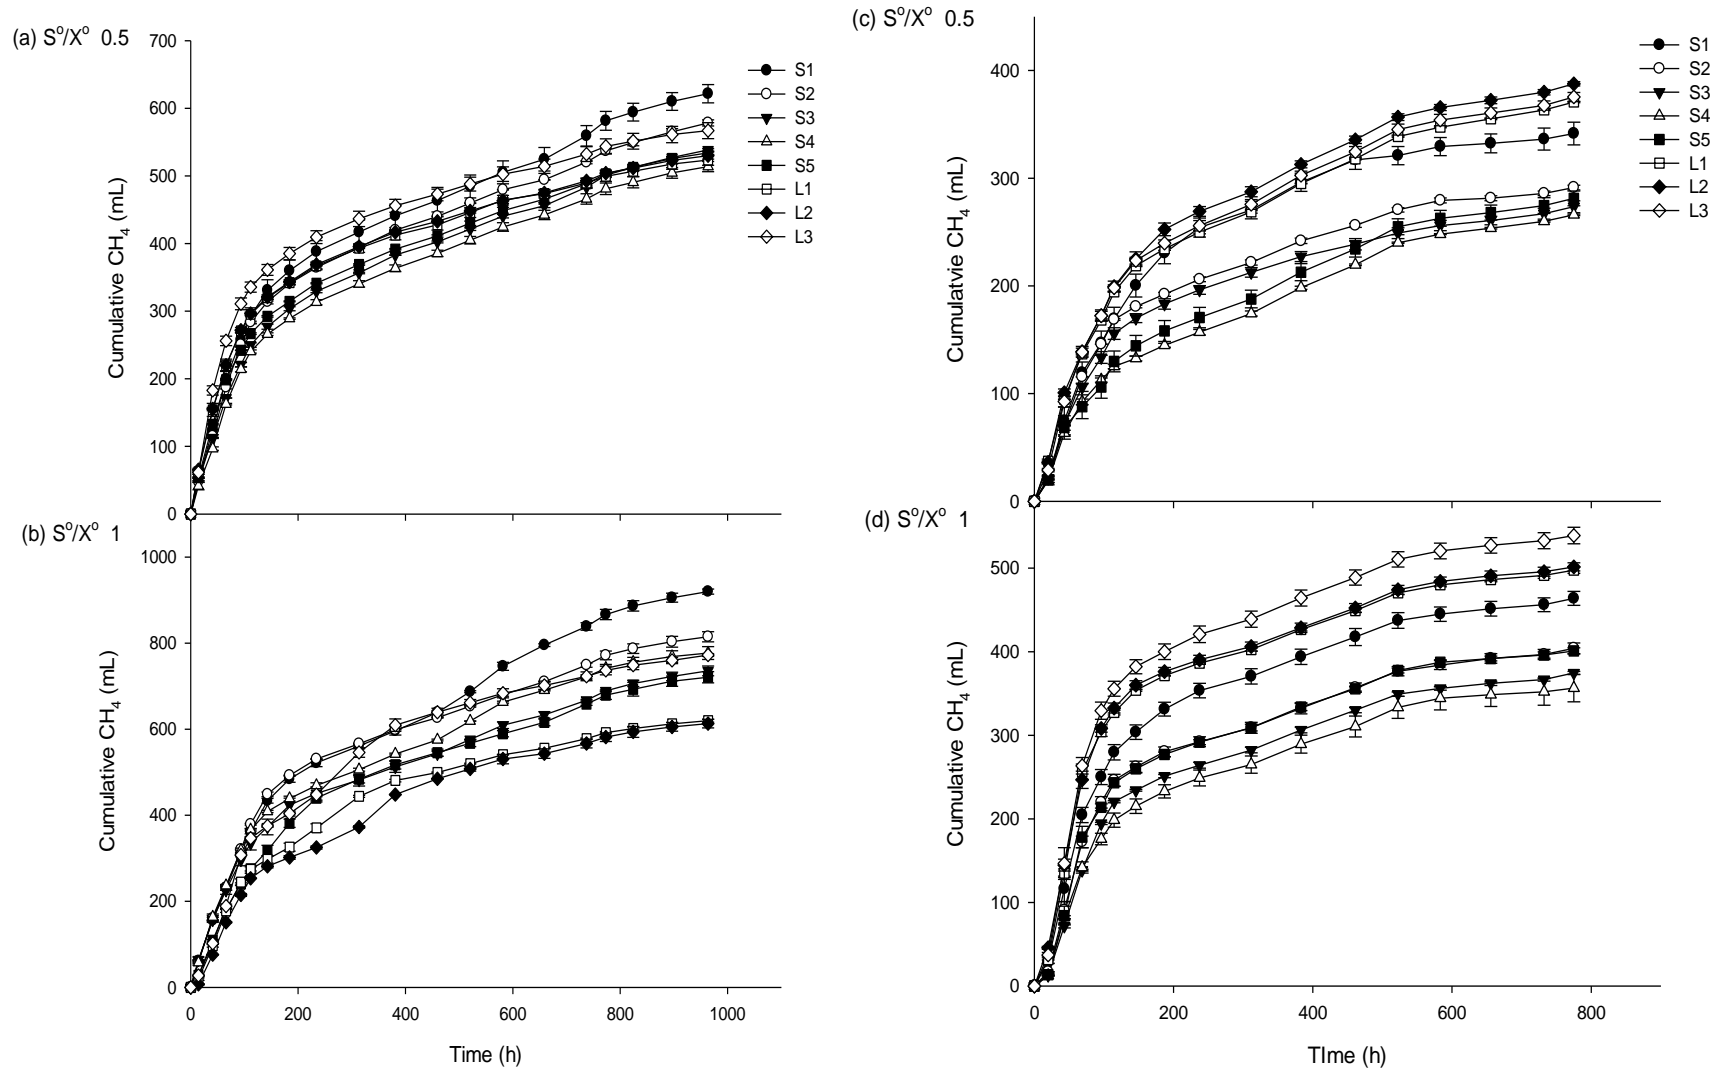 (a) S°/X° 0.5
700
600
500
400
300
200
100
0
Cumulative CH4 (mL)
S1
S2
S3
S4
S5
L1
L2
L3
(b) S°/X° 1
1000
800
600
400
200
0
Cumulative CH4 (mL)
0 200 400 600 800 1000
Time (h)
(c) S°/X° 0.5
400
300
200
100
0
Cumulatvie CH4 (mL)
S1
S2
S3
S4
S5
L1
L2
L3
(d) S°/X° 1
500
400
300
200
100
0
Cumulative CH4 (mL)
0 200 400 600 800
TIme (h)